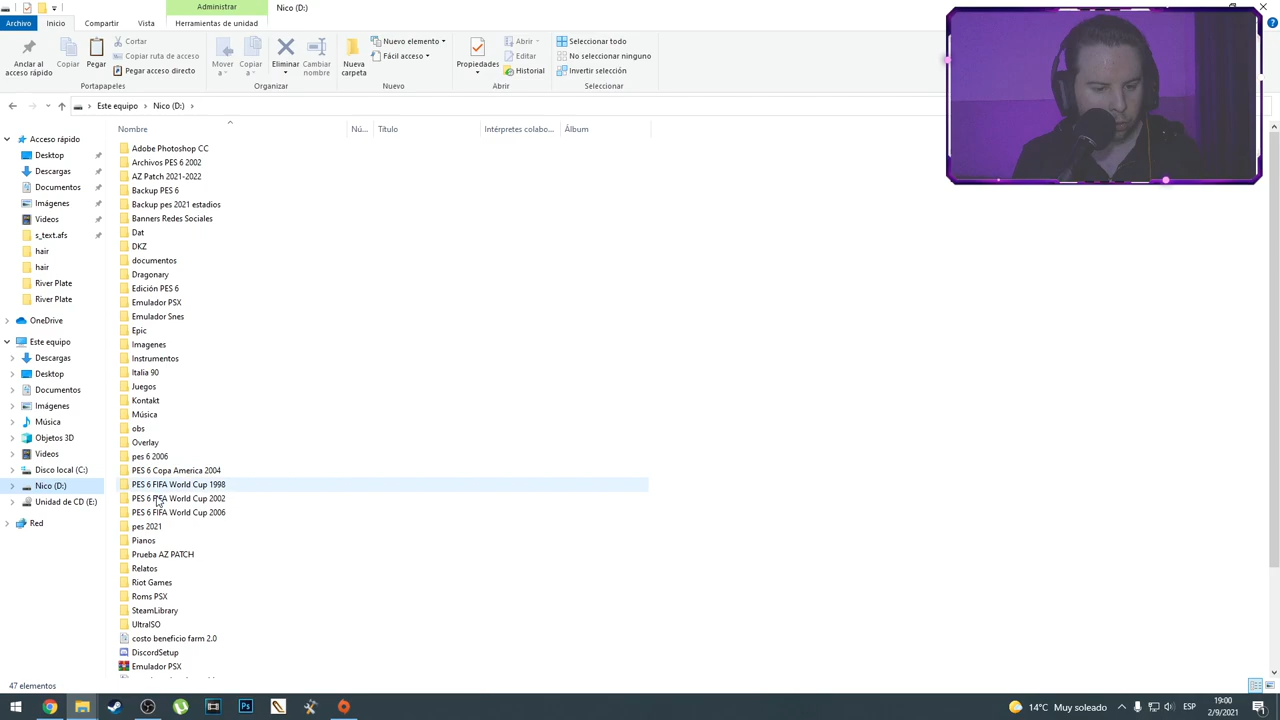 Administrar
Nico (D:)
Archivo
Inicio
Compartir
Vista
Herramientas de unidad
Anclar al acceso rápido
Copiar
Pegar
Cortar
Copiar ruta de acceso
Pegar acceso directo
Portapapeles
Mover a
Copiar a
Eliminar
Cambiar nombre
Organizar
Nueva carpeta
Nuevo elemento
Fácil acceso
Nuevo
Propiedades
Abrir
Editar
Historial
Abrir
Seleccionar todo
No seleccionar ninguno
Invertir selección
Seleccionar
Este equipo > Nico (D:) >
Nombre
Nú...
Título
Intérpretes colabo...
Álbum
Acceso rápido
Desktop
Descargas
Documentos
Imágenes
Videos
s_text.afs
hair
hair
River Plate
River Plate
OneDrive
Este equipo
Descargas
Desktop
Documentos
Imágenes
Música
Objetos 3D
Videos
Disco local (C:)
Nico (D:)
Unidad de CD (E:)
Red
Adobe Photoshop CC
Archivos PES 6 2002
AZ Patch 2021-2022
Backup PES 6
Backup pes 2021 estadios
Banners Redes Sociales
Dat
DKZ
documentos
Dragonary
Edición PES 6
Emulador PSX
Emulador Snes
Epic
Imagenes
Instrumentos
Italia 90
Juegos
Kontakt
Música
obs
Overlay
pes 6 2006
PES 6 Copa America 2004
PES 6 FIFA World Cup 1998
PES 6 FIFA World Cup 2002
PES 6 FIFA World Cup 2006
pes 2021
Pianos
Prueba AZ PATCH
Relatos
Riot Games
Roms PSX
SteamLibrary
UltraISO
costo beneficio farm 2.0
DiscordSetup
Emulador PSX
47 elementos
14°C Muy soleado
ESP
19:00
2/9/2021